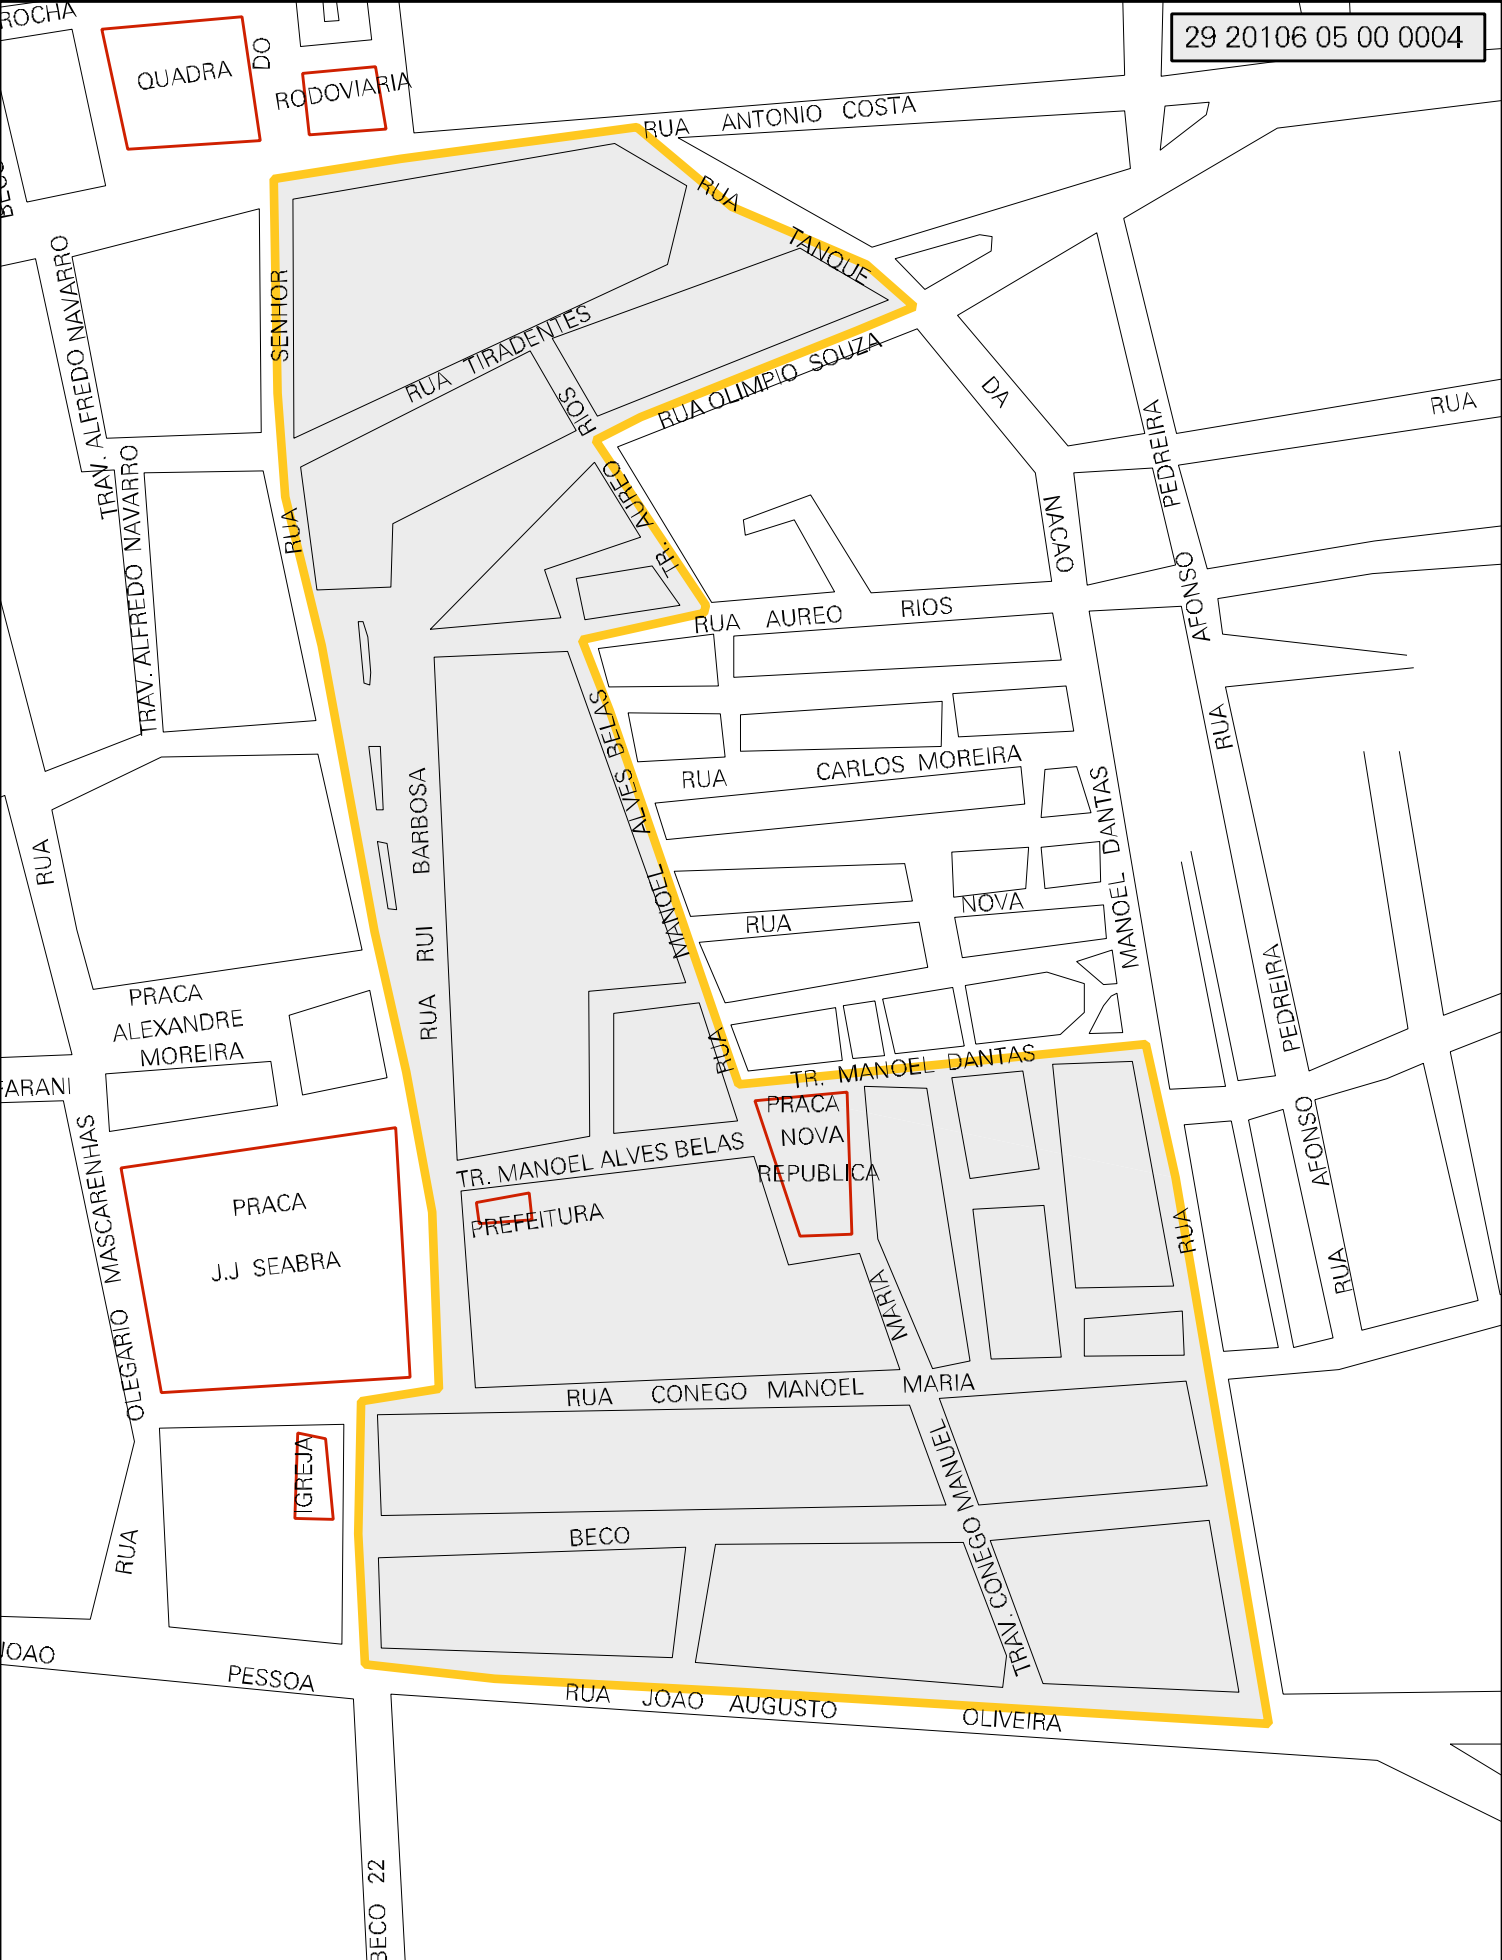 ROCHA
29 20106 05 00 0004
DO
QUADRA
RODOVIARIA
RUA ANTONIO COSTA
RUA TANQUE
BECO
TRAV. ALFREDO NAVARRO
SENHOR
RUA TIRADENTES
RUA OLIMPIO SOUZA
DA
RUA
RIOS
TR. AUREO
PEDREIRA
TRAV. ALFREDO NAVARRO
RUA
NACAO
AFONSO
RUA AUREO RIOS
RUA
RUA MANOEL ALVES BELAS
RUA CARLOS MOREIRA
RUA RUI BARBOSA
MANOEL DANTAS
RUA
RUA NOVA
PEDREIRA
PRACA
ALEXANDRE
MOREIRA
FARANI
TR. MANOEL DANTAS
PRACA
NOVA
REPUBLICA
AFONSO
RUA
TR. MANOEL ALVES BELAS
PREFEITURA
OLEGARIO MASCARENHAS
PRACA
J.J SEABRA
RUA
MARIA
RUA CONEGO MANOEL MARIA
TRAV. CONEGO MANUEL
IGREJA
BECO
RUA
JOAO PESSOA
RUA JOAO AUGUSTO OLIVEIRA
BECO 22